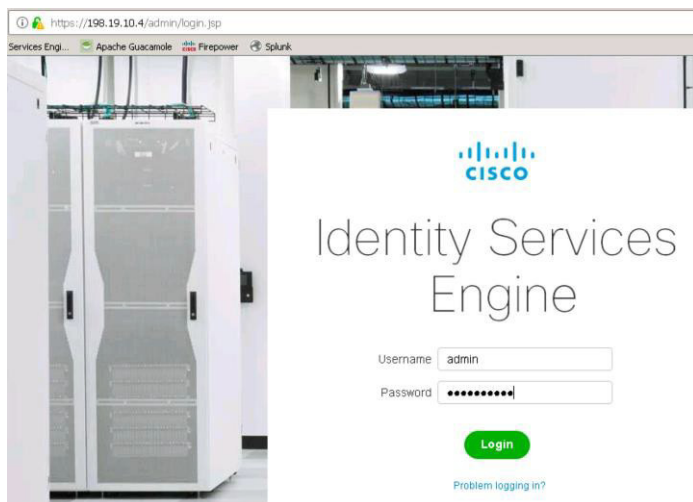 https://198.19.10.4/admin/login.jsp
Services Engi... Apache Guacamole Firepower Splunk
CISCO
Identity Services
Engine
Username admin
Password ●●●●●●●●●●
Login
Problem logging in?